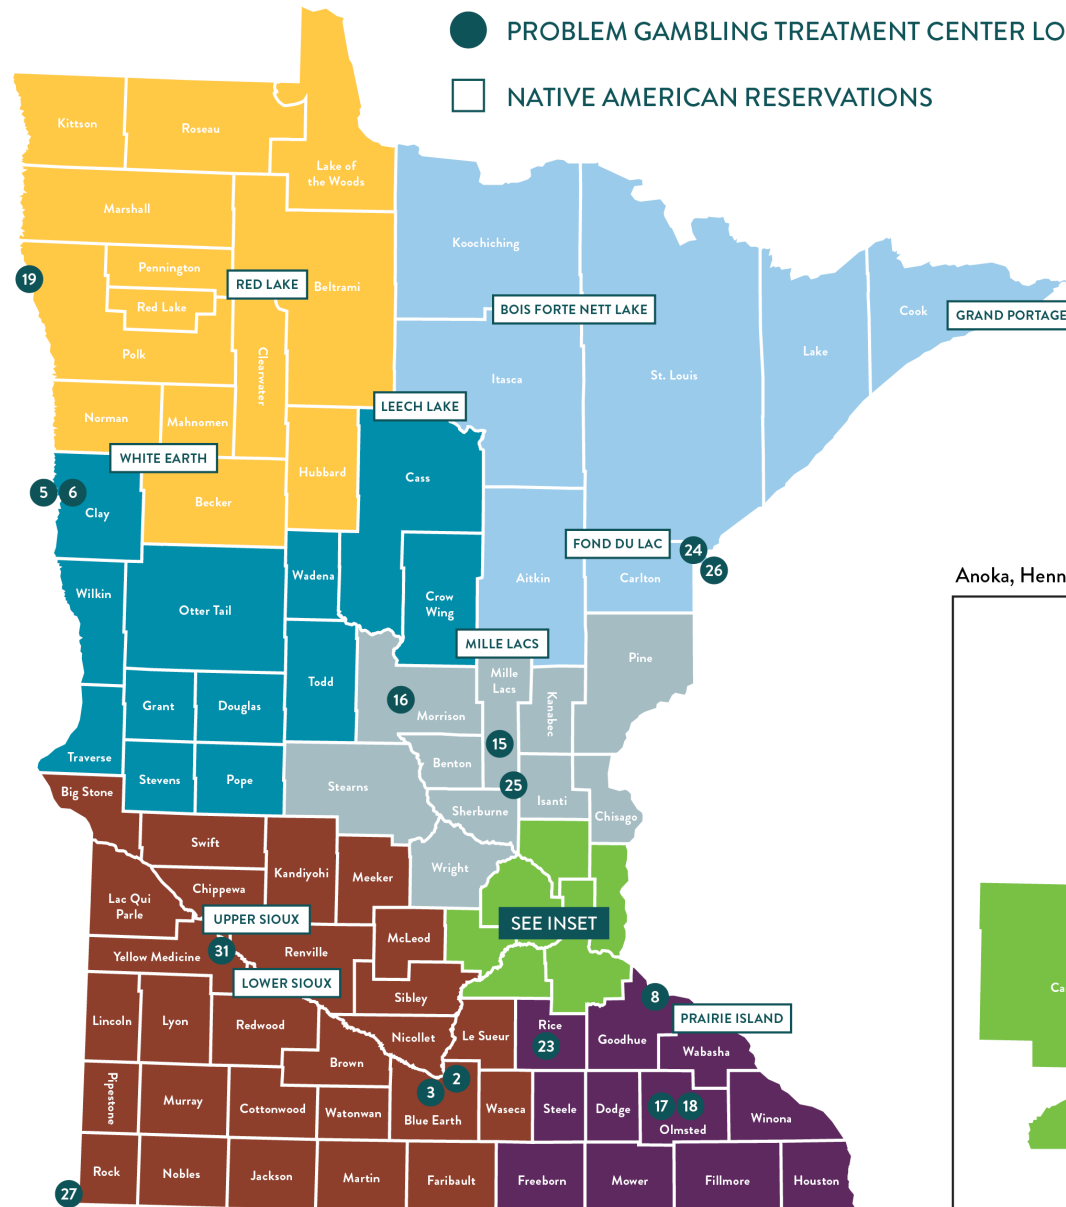 PROBLEM GAMBLING TREATMENT CENTER LO
NATIVE AMERICAN RESERVATIONS
Kittson
Roseau
Lake of
the Woods
Marshall
Koochiching
Pennington
19
RED LAKE
Beltrami
Red Lake
BOIS FORTE NETT LAKE
Cook
GRAND PORTAGE
Polk
Clearwater
Itasca
St. Louis
Lake
LEECH LAKE
Norman
Mahnomen
WHITE EARTH
Hubbard
Cass
5
6
Clay
Becker
FOND DU LAC
24
26
Wadena
Aitkin
Carlton
Anoka, Henn
Wilkin
Otter Tail
Crow
Wing
MILLE LACS
Pine
Mille
Lacs
Todd
16
Morrison
Kanabec
Grant
Douglas
15
Traverse
Benton
Stevens
Pope
Stearns
25
Big Stone
Isanti
Sherburne
Chisago
Swift
Kandiyohi
Meeker
Wright
Chippewa
Lac Qui
Parle
UPPER SIOUX
SEE INSET
McLeod
31
Yellow Medicine
Renville
LOWER SIOUX
Ca
Sibley
8
PRAIRIE ISLAND
Lincoln
Lyon
Redwood
Nicollet
Le Sueur
Rice
23
Goodhue
Wabasha
Brown
2
3
Pipestone
Murray
Cottonwood
Watonwan
Blue Earth
Waseca
Steele
Dodge
17
18
Olmsted
Winona
27
Rock
Nobles
Jackson
Martin
Faribault
Freeborn
Mower
Fillmore
Houston